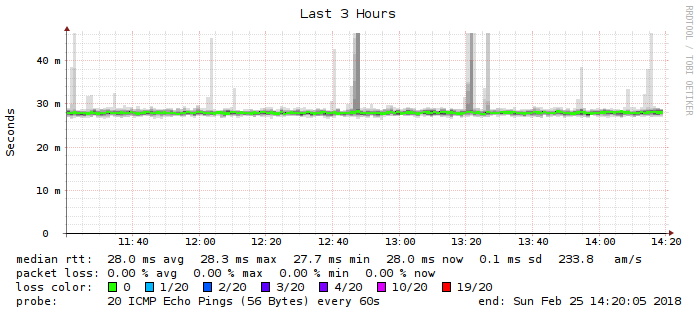 Last 3 Hours
RRDTOOL / TOBI OETIKER
Seconds
40 m
30 m
20 m
10 m
0
11:40 12:00 12:20 12:40 13:00 13:20 13:40 14:00 14:20
median rtt: 28.0 ms avg 28.3 ms max 27.7 ms min 28.0 ms now 0.1 ms sd 233.8 am/s
packet loss: 0.00 % avg 0.00 % max 0.00 % min 0.00 % now
loss color: 0 1/20 2/20 3/20 4/20 10/20 19/20
probe: 20 ICMP Echo Pings (56 Bytes) every 60s end: Sun Feb 25 14:20:05 2018